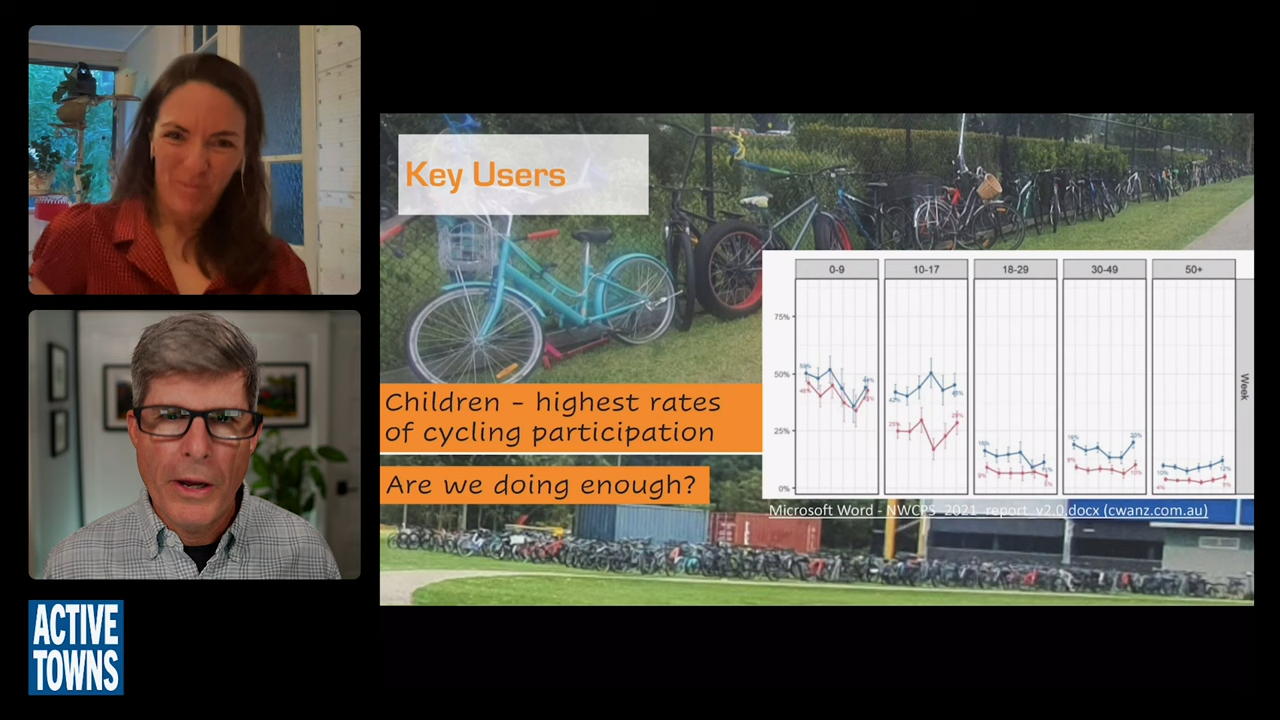 Key Users
Children - highest rates
of cycling participation
Are we doing enough?
0-9 10-17 18-29 30-49 50+
75%
50%
25%
0%
Week
Microsoft Word - NWCPS_2021_report_v2.0.docx (cwanz.com.au)
ACTIVE
TOWNS